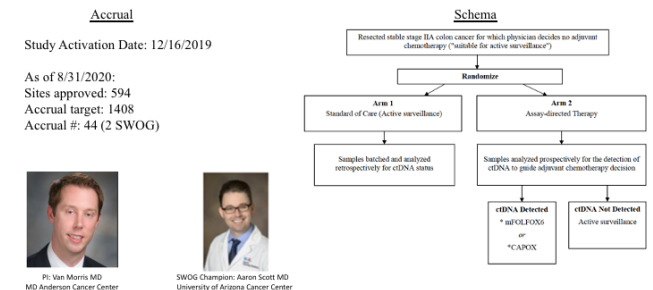 Accrual
Study Activation Date: 12/16/2019
As of 8/31/2020:
Sites approved: 594
Accrual target: 1408
Accrual #: 44 (2 SWOG)
PI: Van Morris MD
MD Anderson Cancer Center
SWOG Champion: Aaron Scott MD
University of Arizona Cancer Center
Schema
Resected stable stage IIA colon cancer for which physician decides no adjuvant
chemotherapy ("suitable for active surveillance")
Randomize
Arm 1
Standard of Care (Active surveillance)
Arm 2
Assay-directed Therapy
Samples batched and analyzed
retrospectively for ctDNA status
Samples analyzed prospectively for the detection of
ctDNA to guide adjuvant chemotherapy decision
ctDNA Detected
* mFOLFOX6
or
*CAPOX
ctDNA Not Detected
Active surveillance